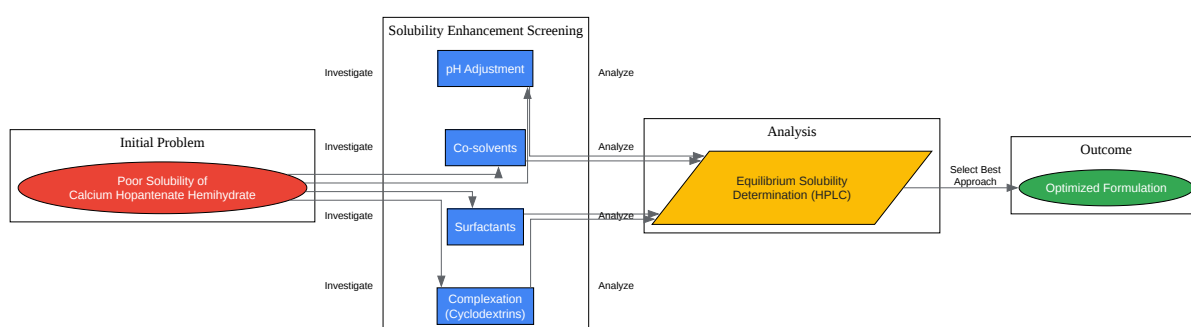 Solubility Enhancement Screening
Investigate
pH Adjustment
Analyze
Initial Problem
Poor Solubility of
Calcium Hopantenate Hemihydrate
Investigate
Co-solvents
Analyze
Investigate
Surfactants
Analyze
Investigate
Complexation
(Cyclodextrins)
Analyze
Analysis
Equilibrium Solubility
Determination (HPLC)
Select Best
Approach
Outcome
Optimized Formulation